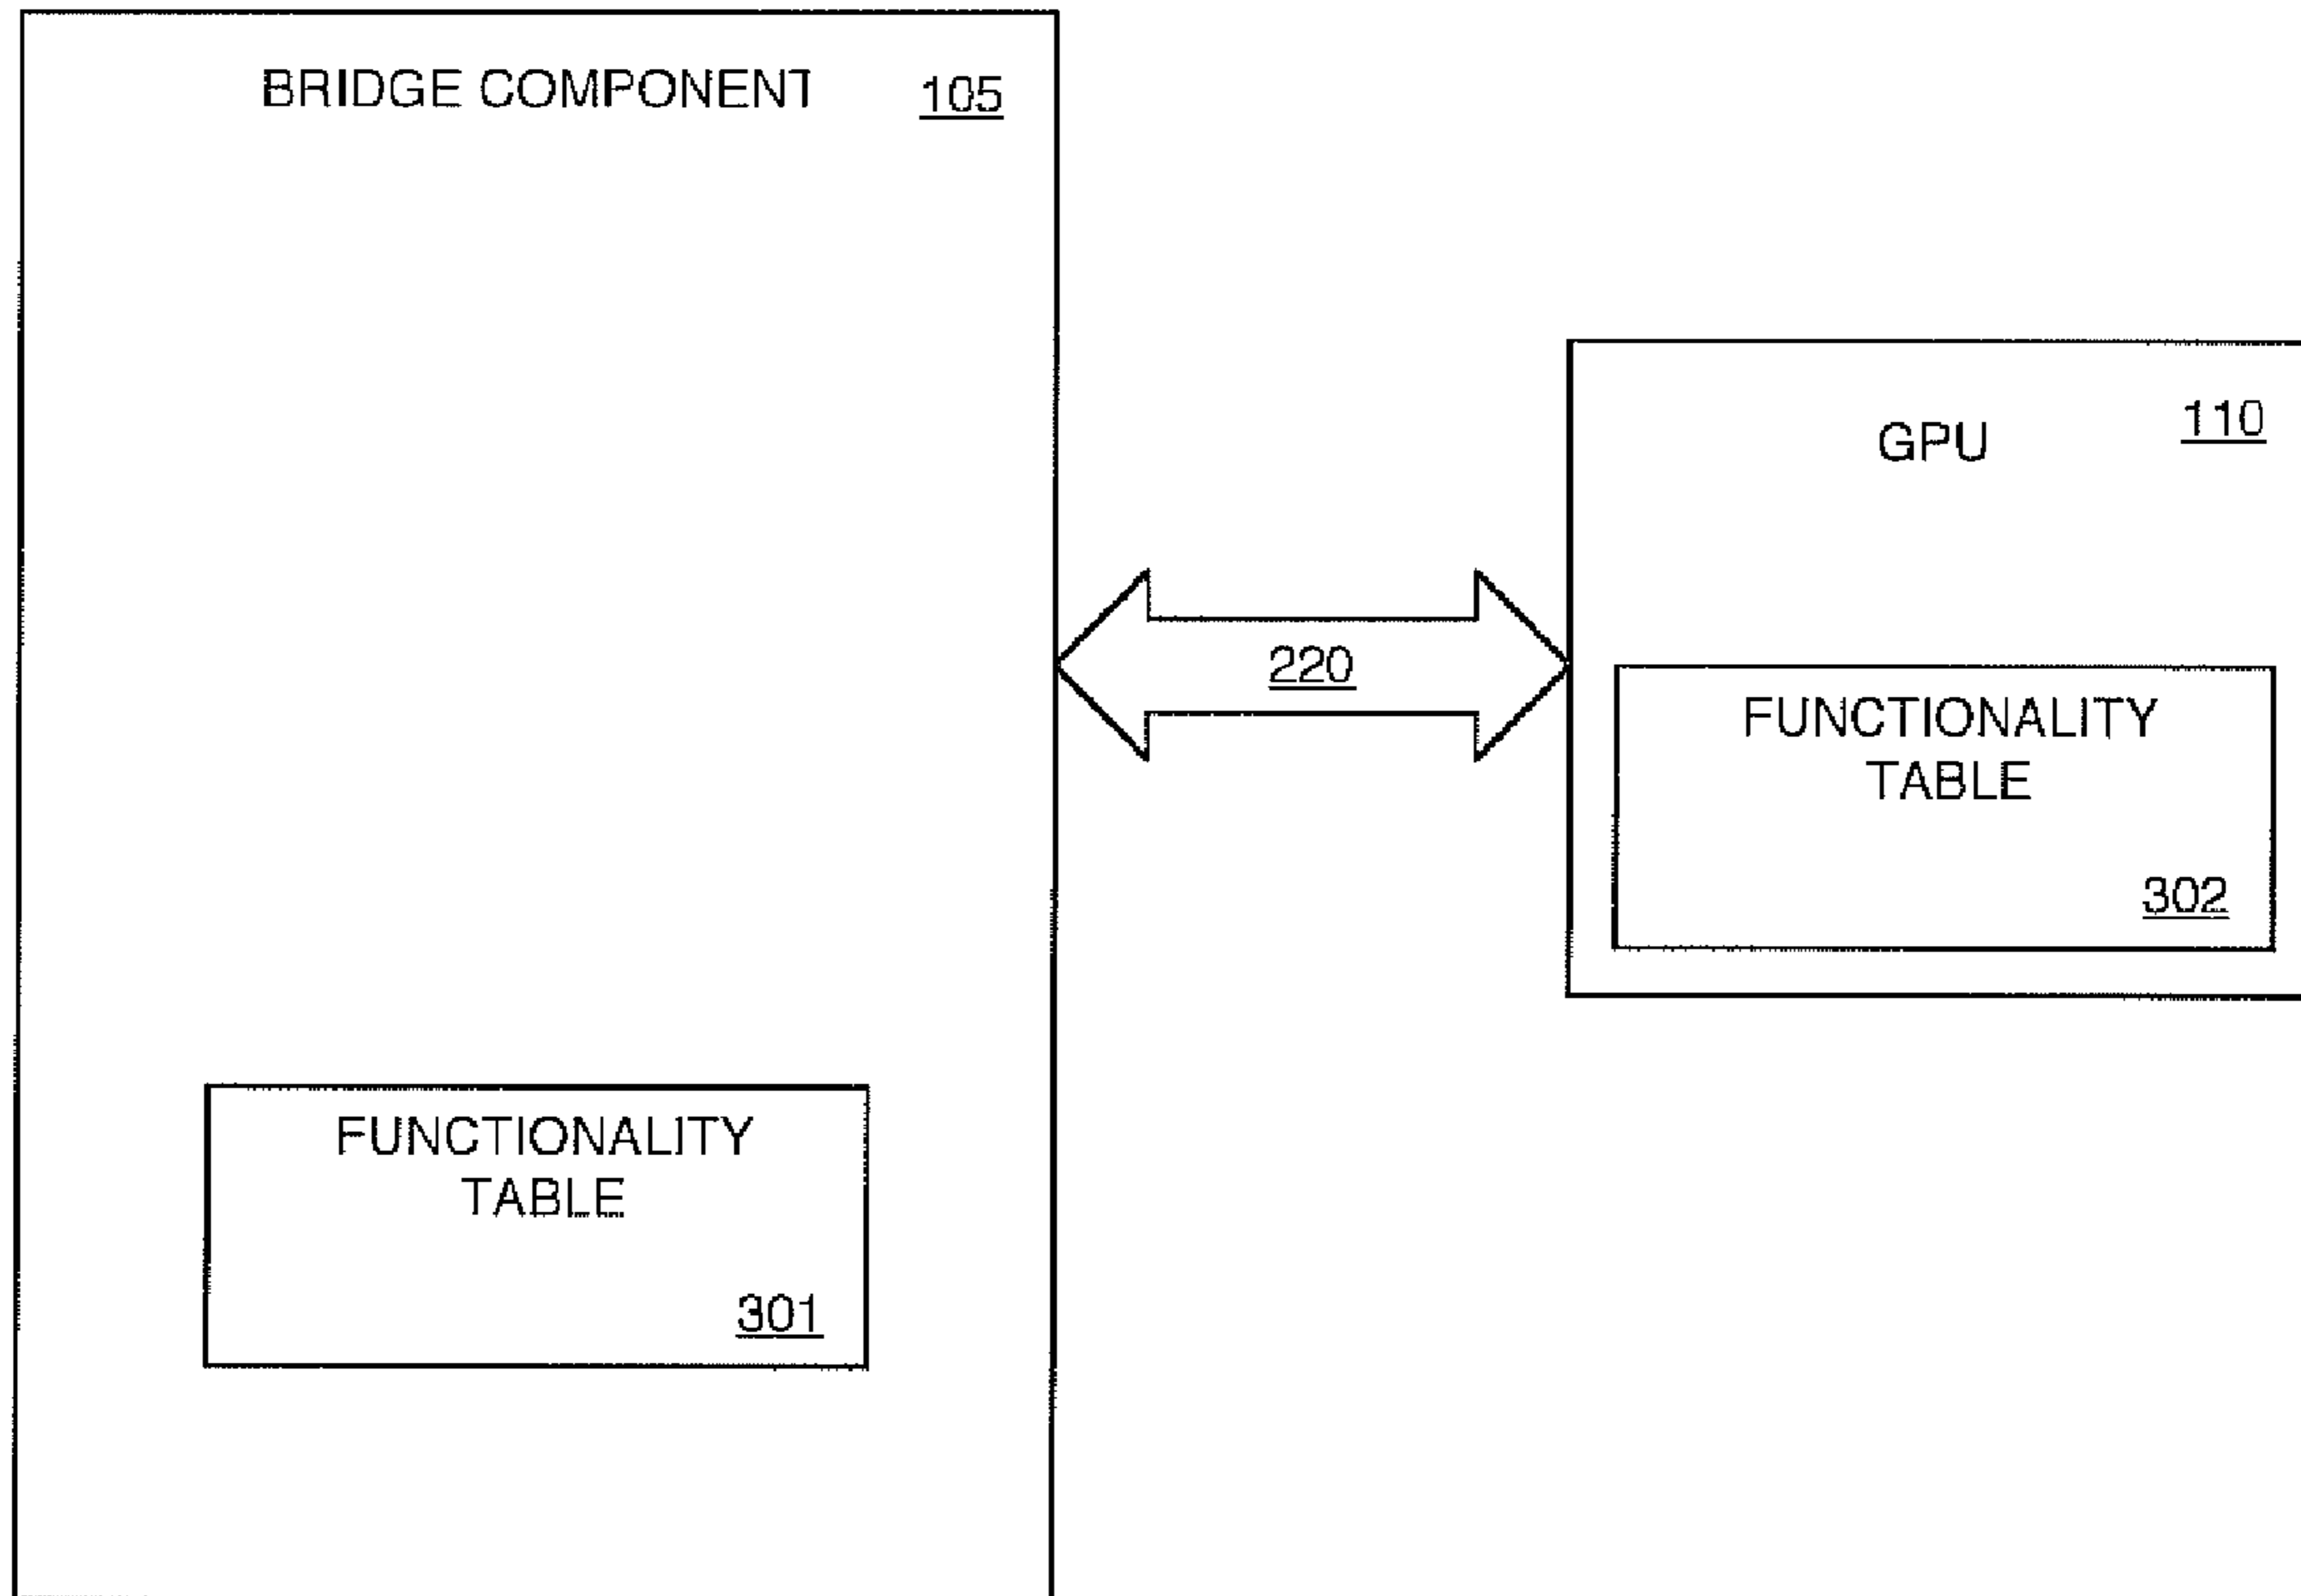 BRIDGE COMPONENT 105
GPU 110
220
FUNCTIONALITY
TABLE
302
FUNCTIONALITY
TABLE
301